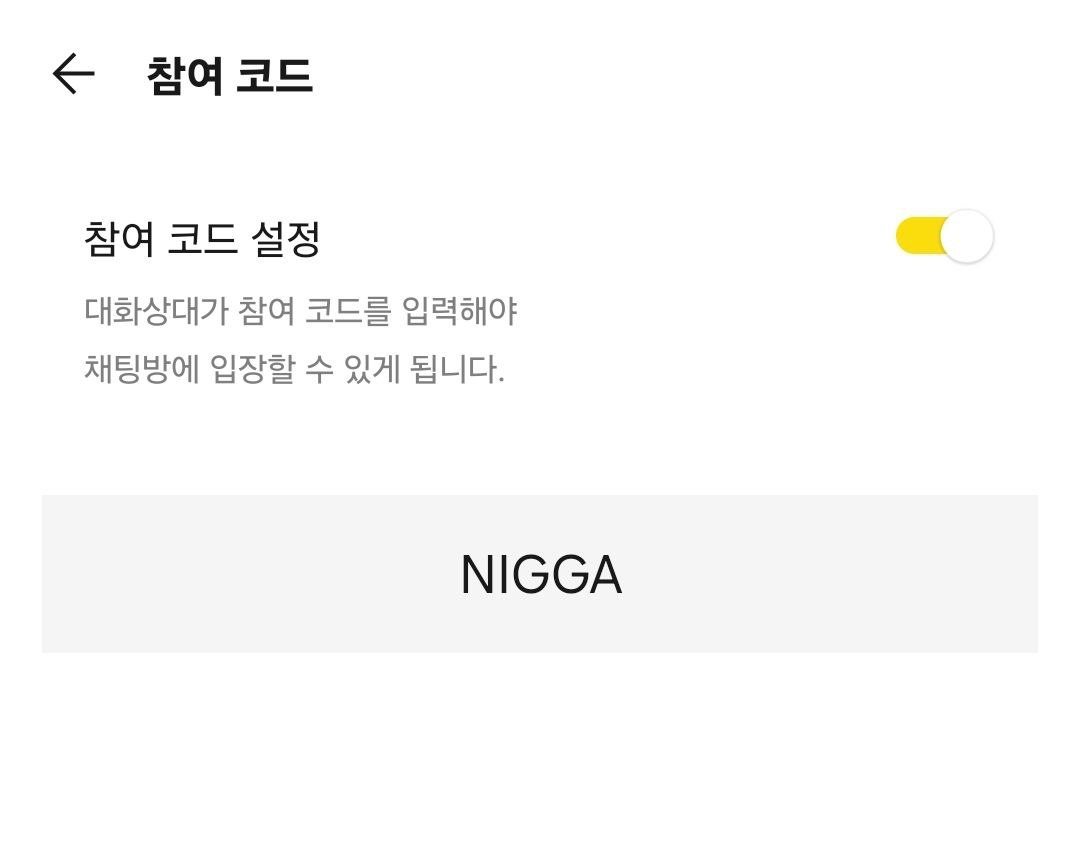 참여 코드
참여 코드 설정
대화상대가 참여 코드를 입력해야
채팅방에 입장할 수 있게 됩니다.
NIGGA